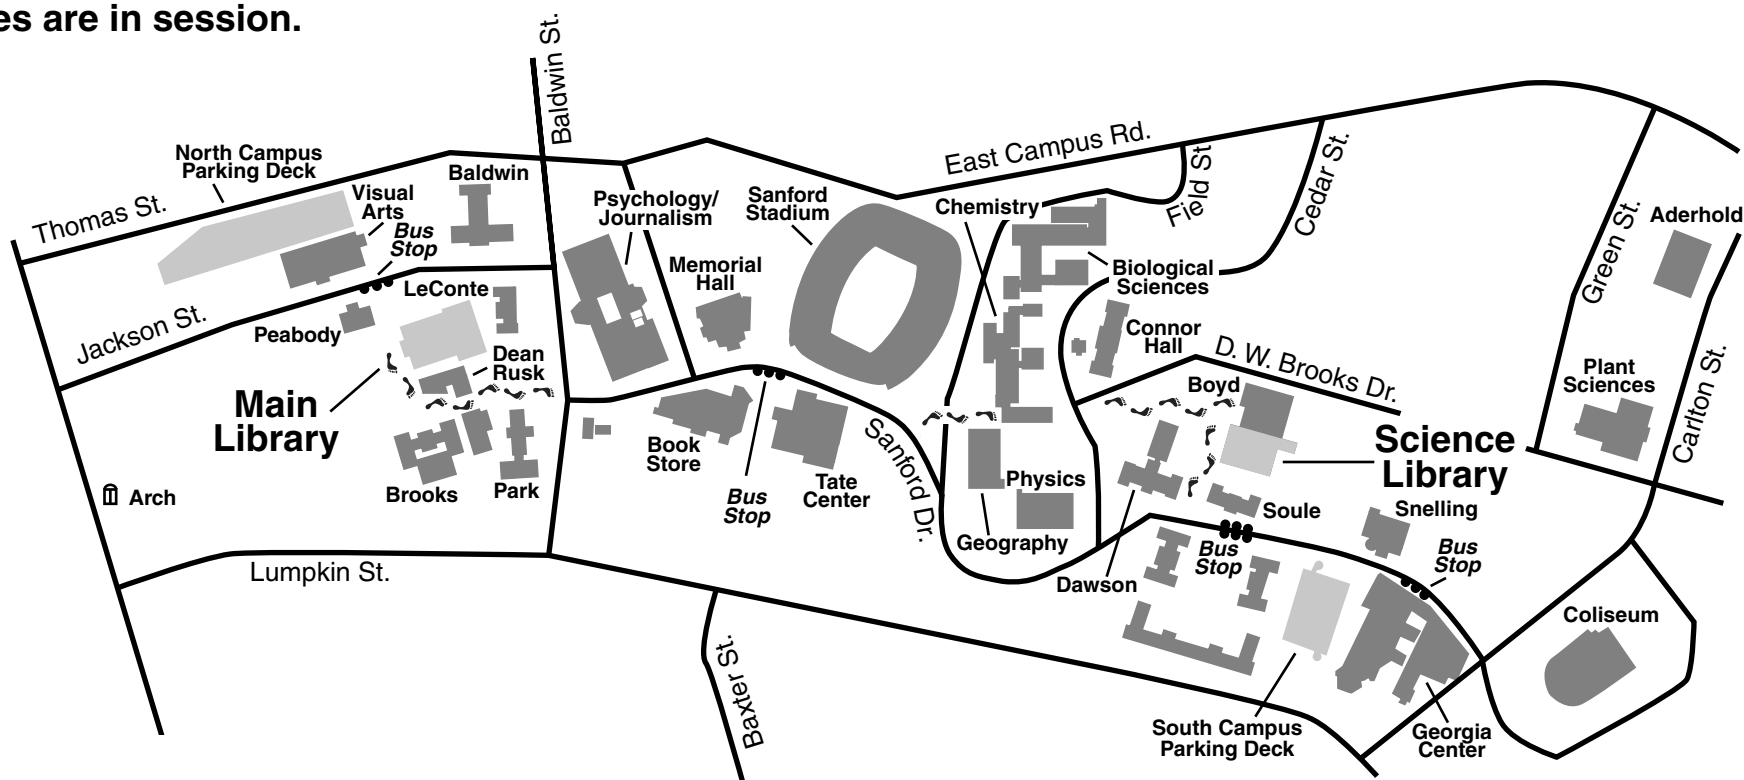 es are in session.
Baldwin St.
North Campus
Parking Deck
Thomas St.
Visual
Arts
Bus
Stop
Baldwin
Psychology/
Journalism
Sanford
Stadium
East Campus Rd.
Chemistry
Field St
Cedar St.
Green St.
Aderhold
Memorial
Hall
Biological
Sciences
LeConte
Jackson St.
Peabody
Connor
Hall
Dean
Rusk
D. W. Brooks Dr.
Boyd
Plant
Sciences
Carlton St.
Main
Library
Science
Library
Book
Store
Sanford Dr.
Bus
Stop
Tate
Center
Physics
Brooks
Park
Arch
Geography
Soule
Snelling
Bus
Stop
Bus
Stop
Dawson
Lumpkin St.
Coliseum
Baxter St.
South Campus
Parking Deck
Georgia
Center